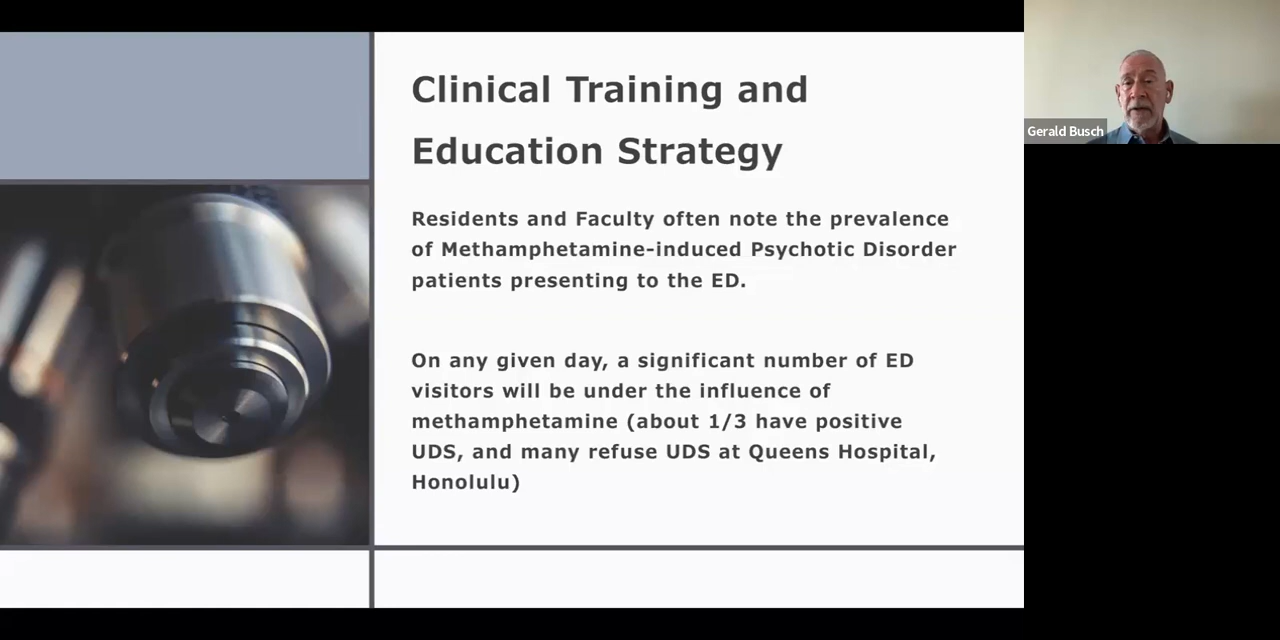 Clinical Training and
Education Strategy
Residents and Faculty often note the prevalence
of Methamphetamine-induced Psychotic Disorder
patients presenting to the ED.
On any given day, a significant number of ED
visitors will be under the influence of
methamphetamine (about 1/3 have positive
UDS, and many refuse UDS at Queens Hospital,
Honolulu)
Gerald Busch